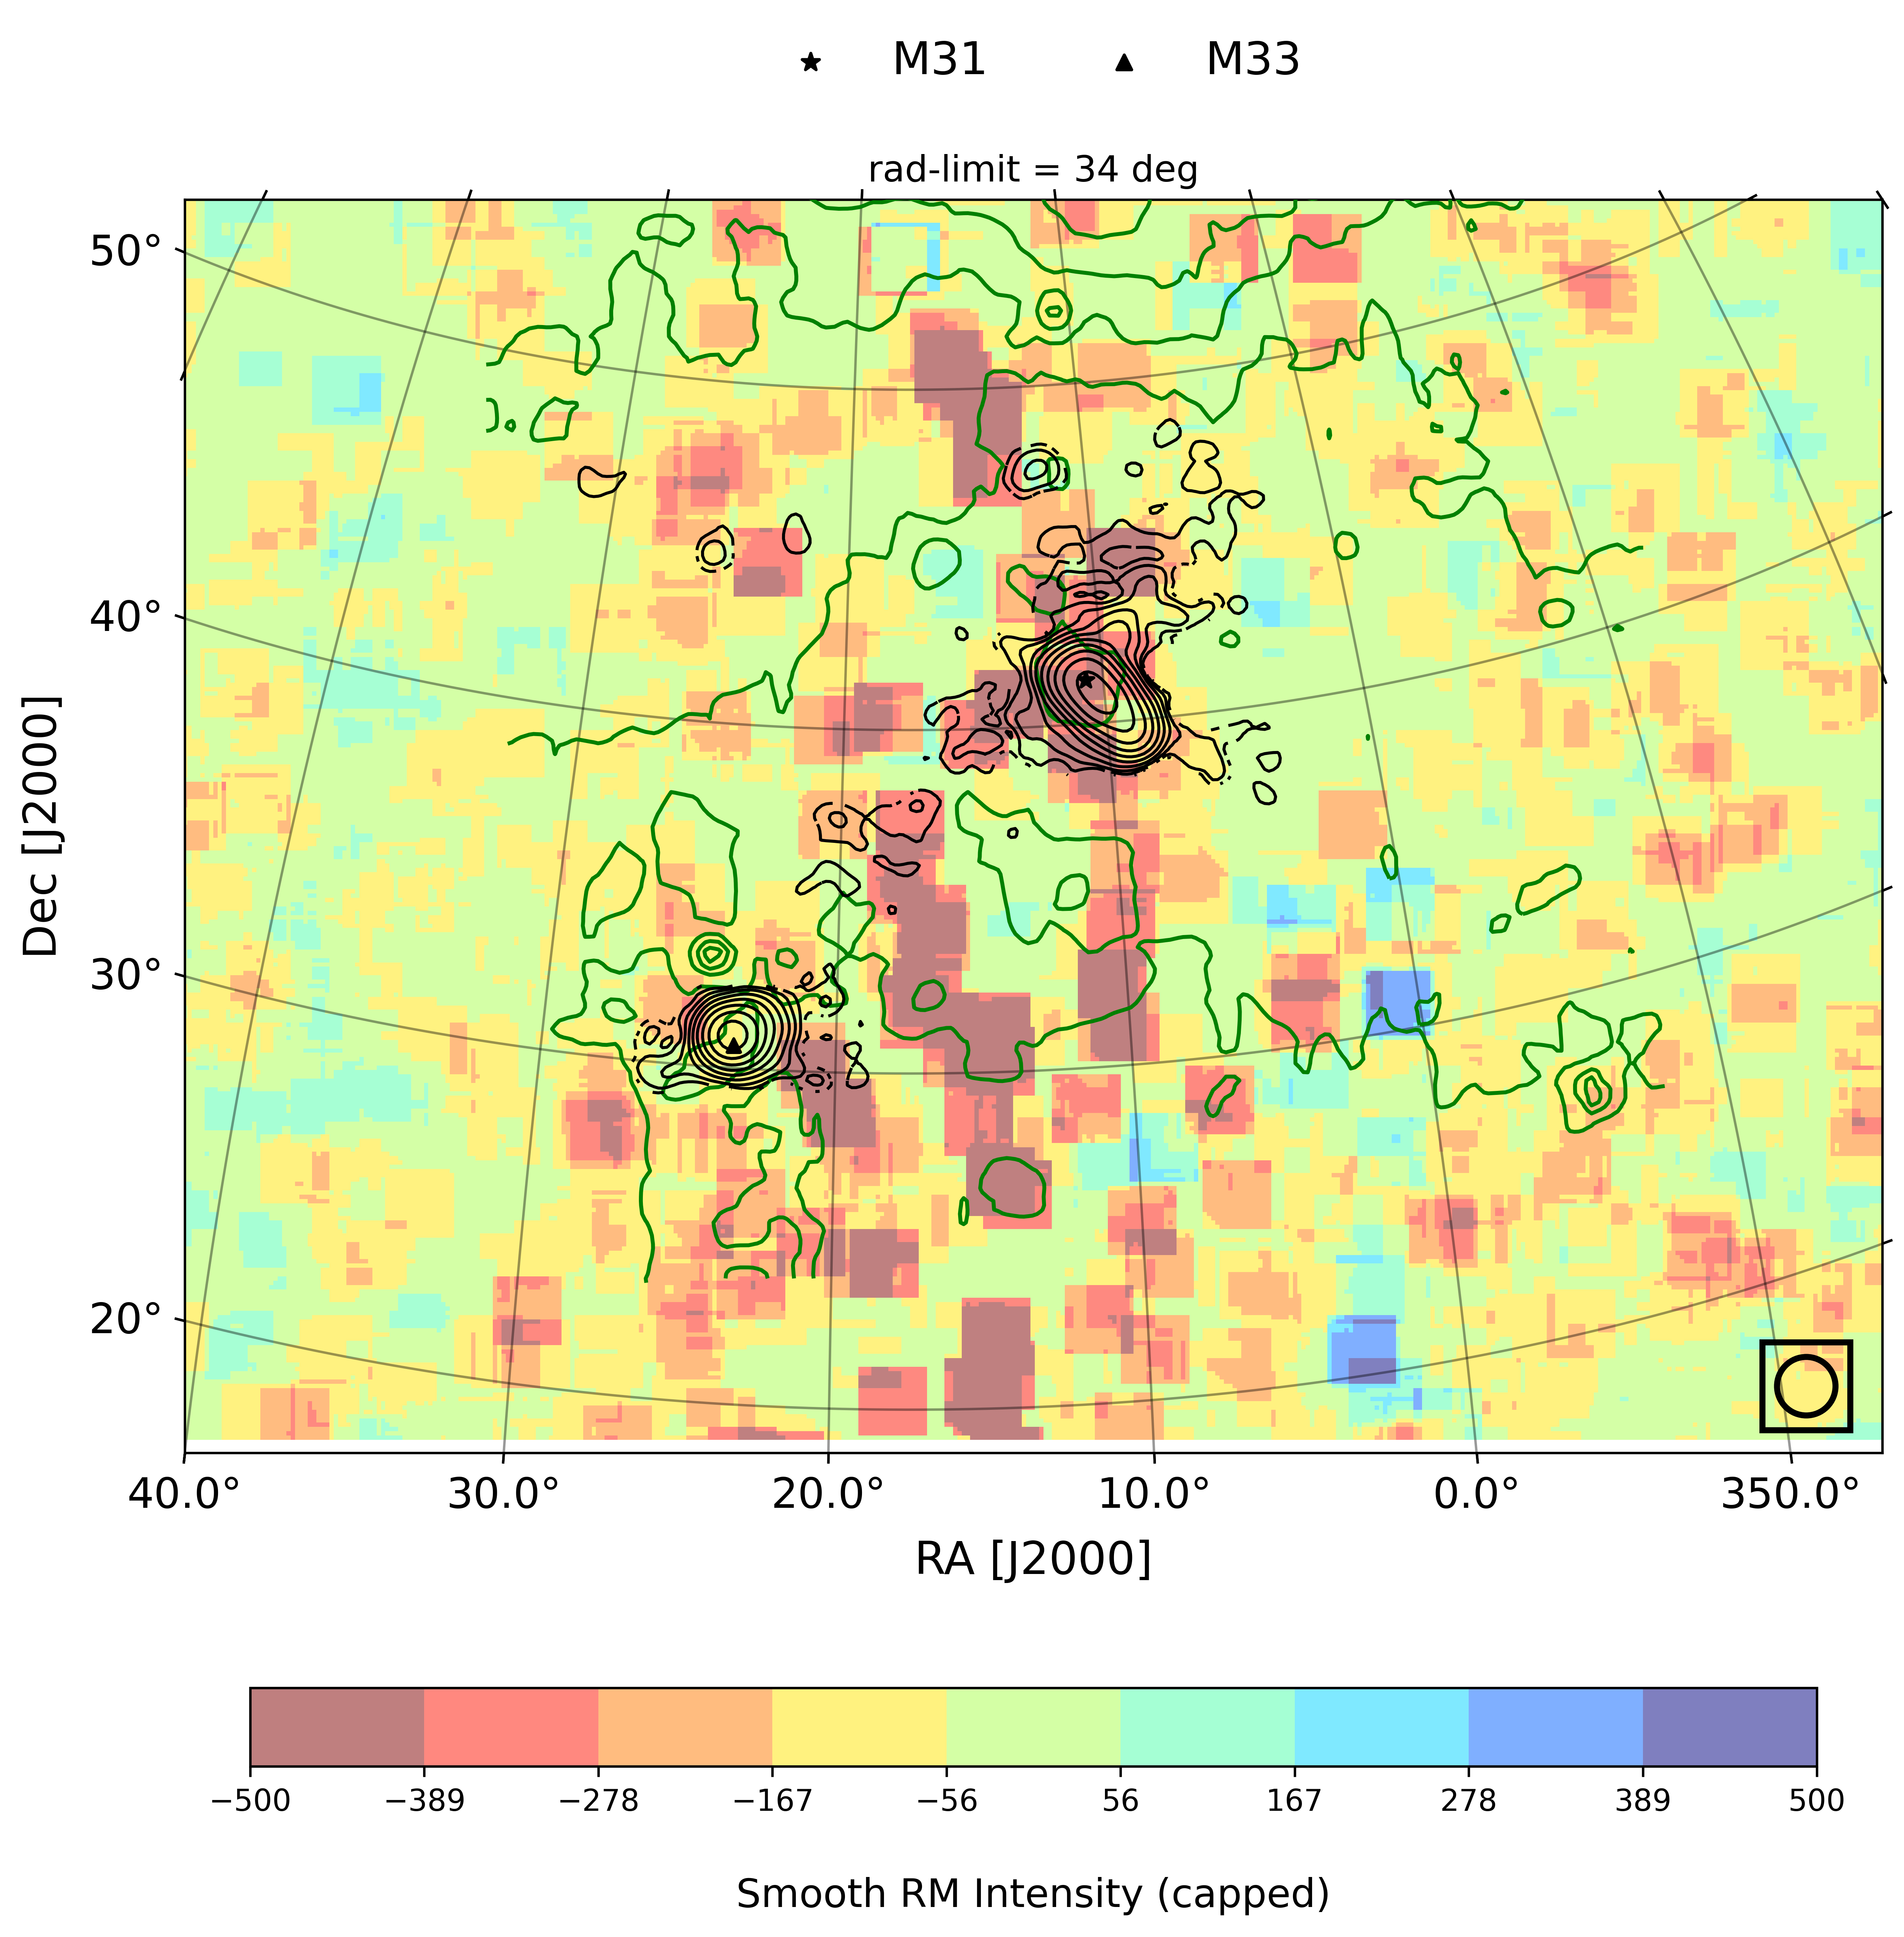 M31 M33
rad-limit = 34 deg
50°
40°
30°
20°
Dec [J2000]
40.0° 30.0° 20.0° 10.0° 0.0° 350.0°
RA [J2000]
−500 −389 −278 −167 −56 56 167 278 389 500
Smooth RM Intensity (capped)